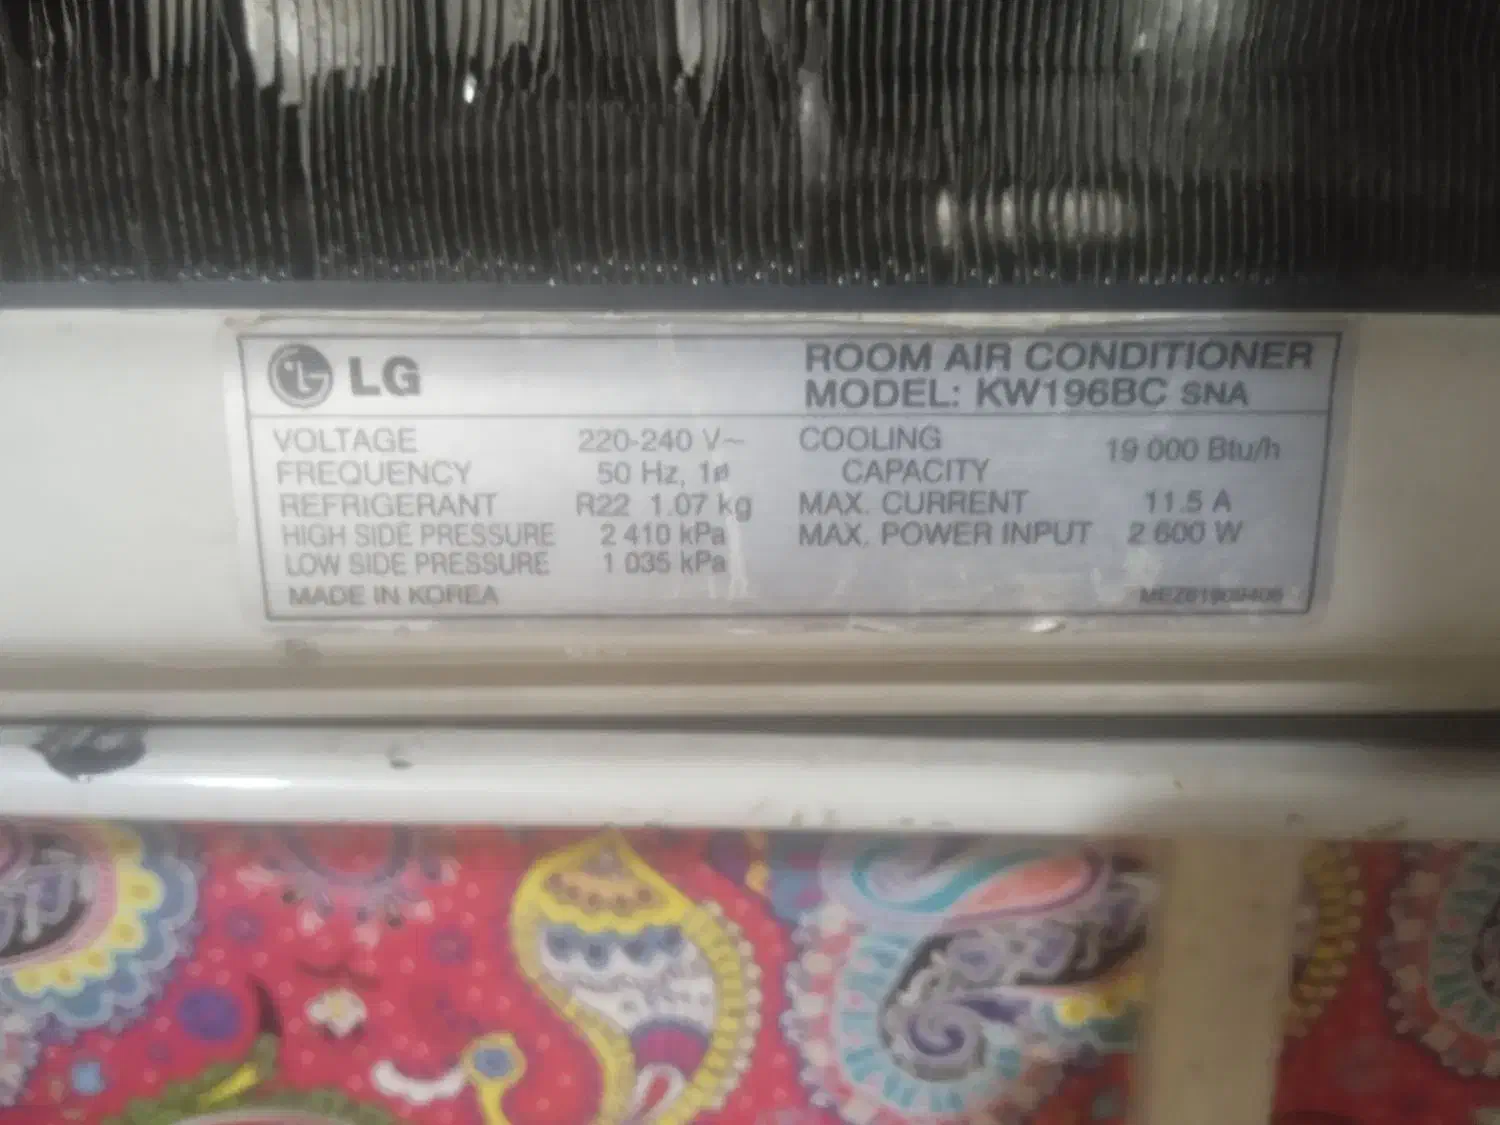 LG
ROOM AIR CONDITIONER
MODEL: KW196BC SNA
VOLTAGE 220-240 V~
FREQUENCY 50 Hz, 1ø
REFRIGERANT R22 1.07 kg
HIGH SIDE PRESSURE 2 410 kPa
LOW SIDE PRESSURE 1 035 kPa
MADE IN KOREA
COOLING
CAPACITY 19 000 Btu/h
MAX. CURRENT 11.5 A
MAX. POWER INPUT 2 600 W